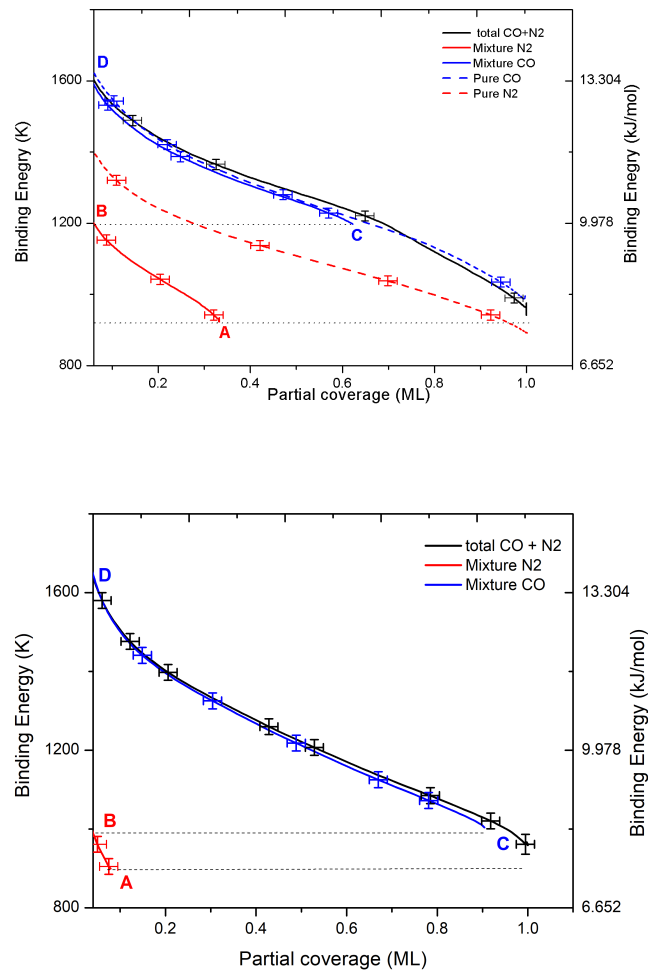 total CO+N2
Mixture N2
Mixture CO
Pure CO
Pure N2
D
B
C
A
1600
1200
800
13.304
9.978
6.652
0.2
0.4
0.6
0.8
1.0
Binding Enegry (K)
Binding Enegry (kJ/mol)
Partial coverage (ML)
total CO + N2
Mixture N2
Mixture CO
D
B
C
A
1600
1200
800
13.304
9.978
6.652
0.2
0.4
0.6
0.8
1.0
Binding Energy (K)
Binding Energy (kJ/mol)
Partial coverage (ML)